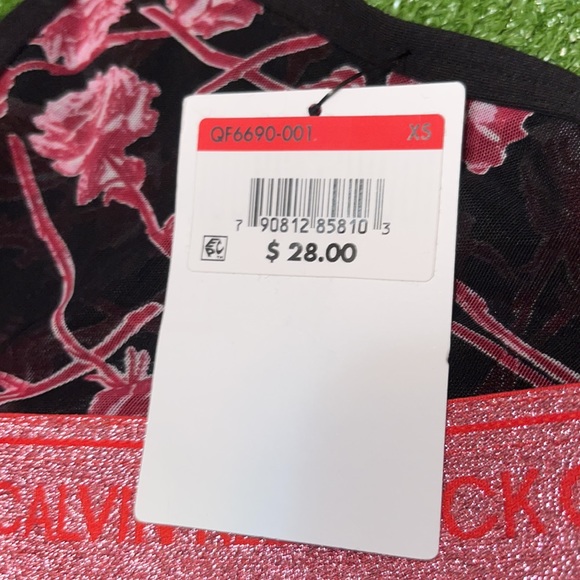 QF6690-001 XS
7 90812 85810 3
$ 28.00
CALVIN
CK